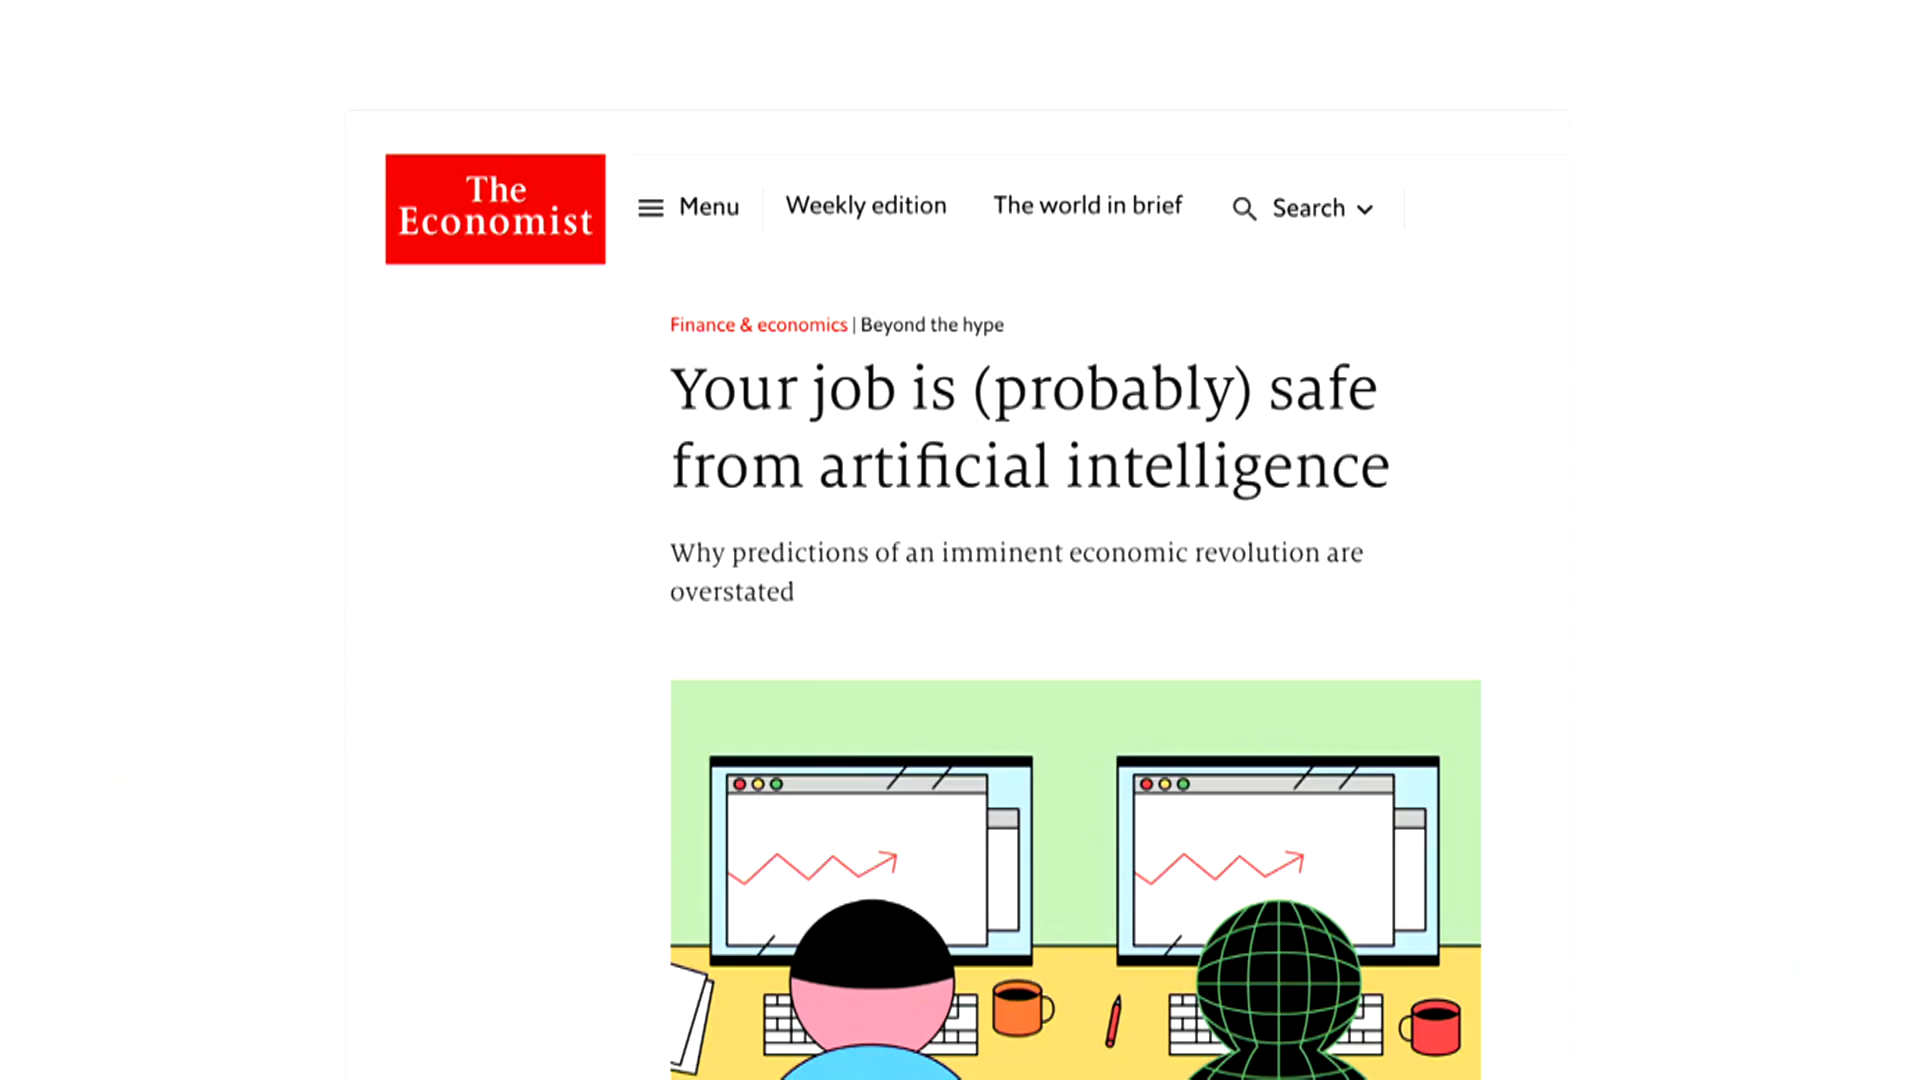 The
Economist
Menu
Weekly edition
The world in brief
Search
Finance & economics | Beyond the hype
Your job is (probably) safe
from artificial intelligence
Why predictions of an imminent economic revolution are
overstated